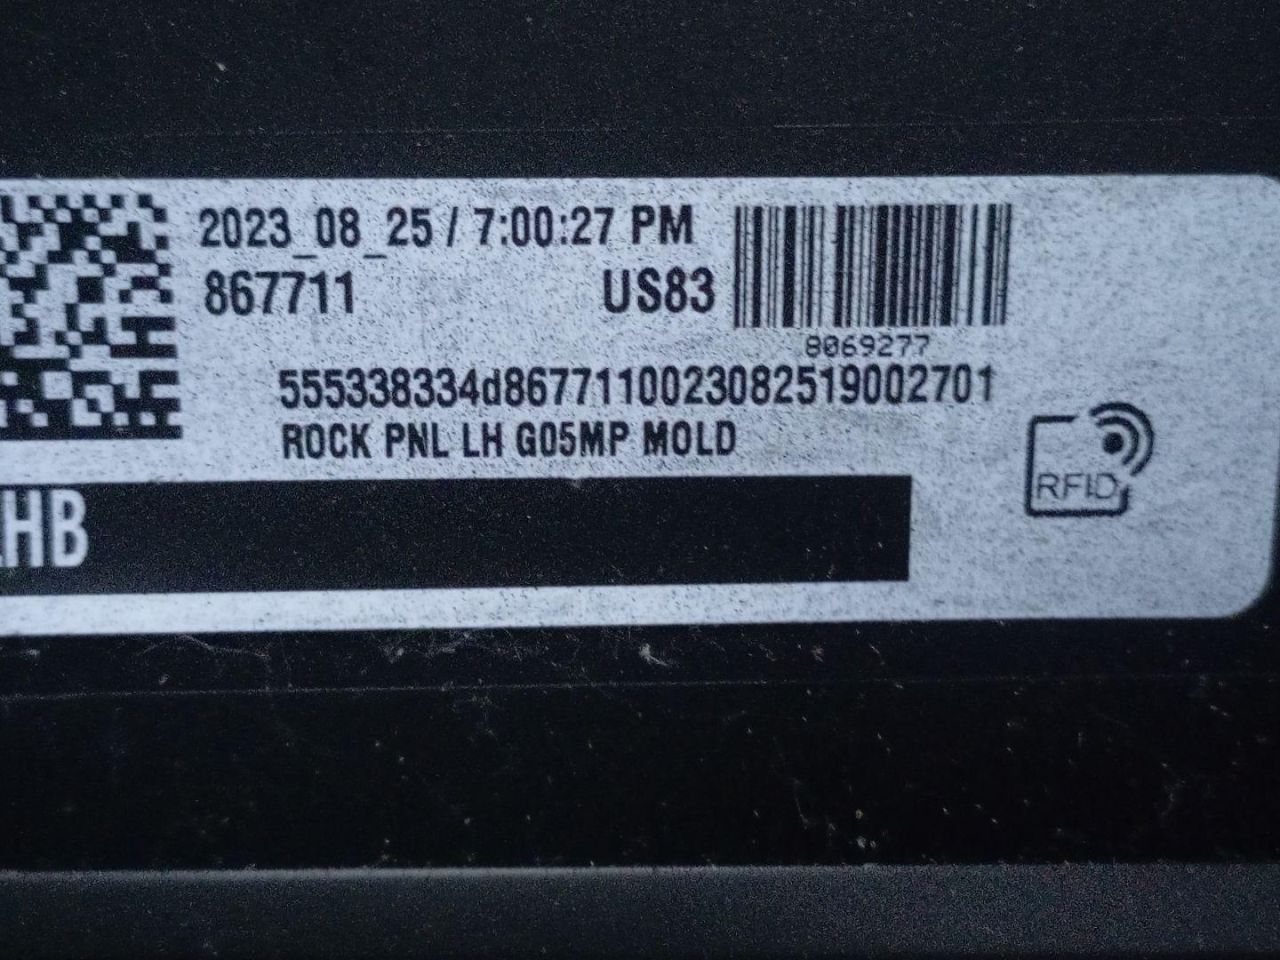 2023_08_25 / 7:00:27 PM
867711 US83
8069277
555338334d8677110023082519002701
ROCK PNL LH G05MP MOLD
RFID
HB